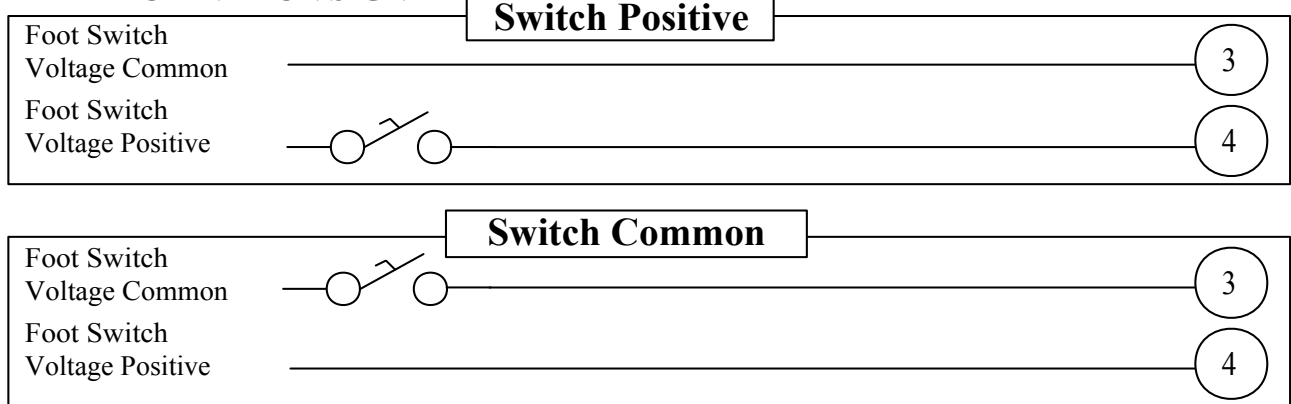 Switch Positive
Foot Switch
Voltage Common
3
Foot Switch
Voltage Positive
4
Switch Common
Foot Switch
Voltage Common
3
Foot Switch
Voltage Positive
4